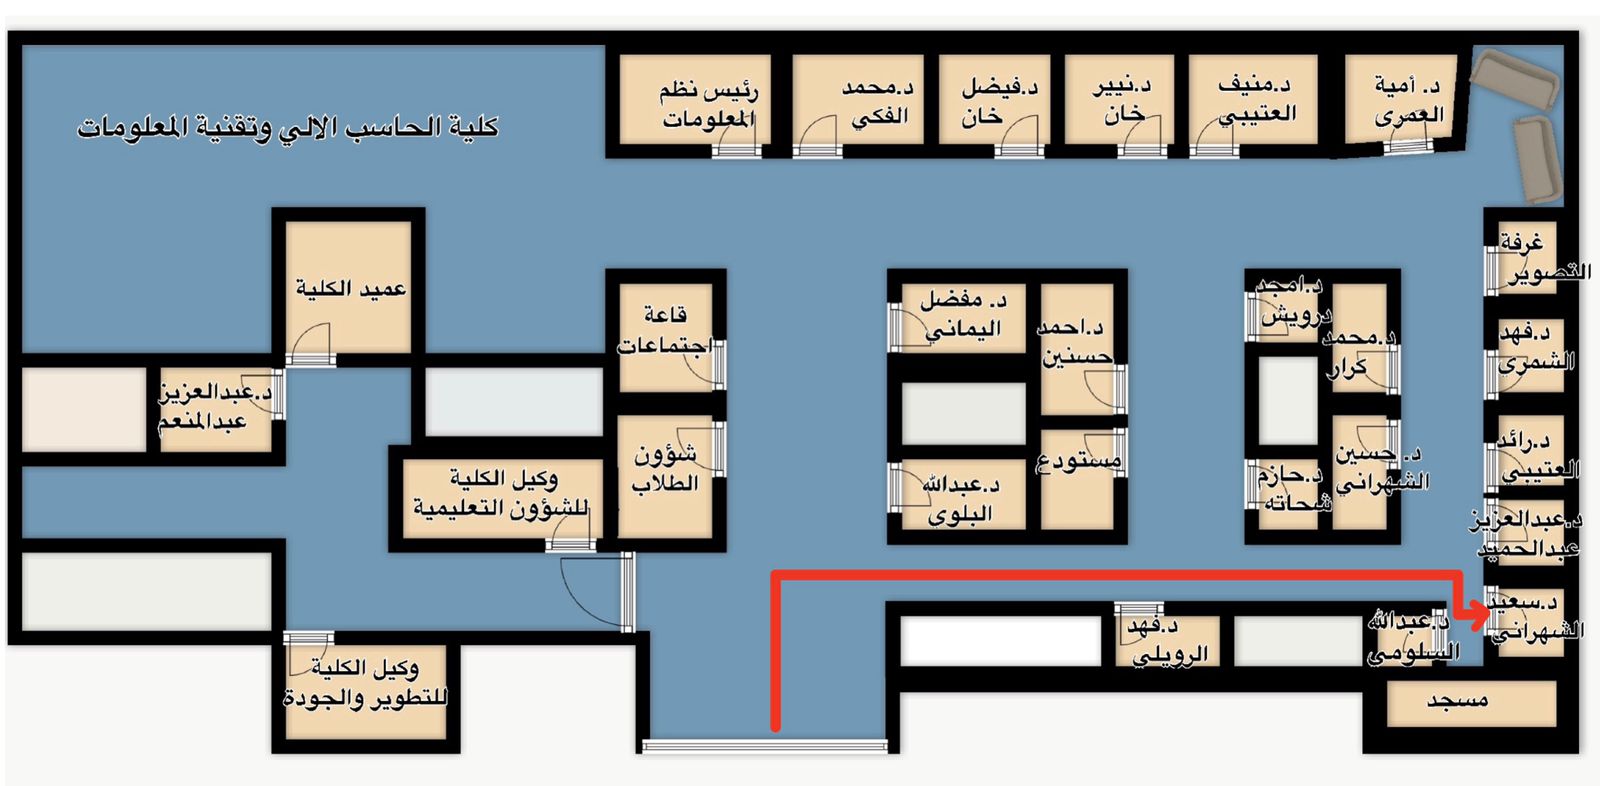 كلية الحاسب الالي وتقنية المعلومات
رئيس نظم
المعلومات
د.محمد
الفكي
د.فيضل
خان
د.نيير
خان
د.منيف
العتيبي
د. أمية
العمري
غرفة
التصوير
عميد الكلية
قاعة
اجتماعات
د. مفضل
اليماني
د.احمد
حسنين
د.امجد
درويش
د.محمد
كرار
د.فهد
الشمري
د.عبدالعزيز
عبدالمنعم
وكيل الكلية
للشؤون التعليمية
شؤون
الطلاب
د.عبدالله
البلوي
مستودع
د.حازم
شحاته
د. حسين
الشهراني
د.رائد
العتيبي
د.عبدالعزيز
عبدالحميد
د.سعيد
الشهراني
د.فهد
الرويلي
د.عبدالله
السلومي
وكيل الكلية
للتطوير والجودة
مسجد